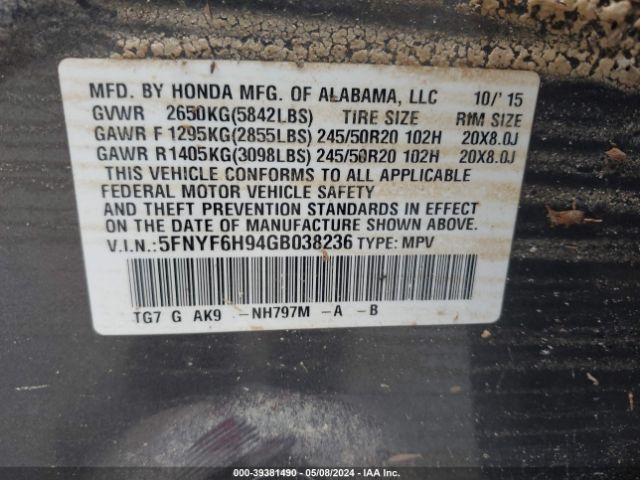 MFD. BY HONDA MFG. OF ALABAMA, LLC 10/'15
GVWR 2650KG(5842LBS) TIRE SIZE RIM SIZE
GAWR F 1295KG(2855LBS) 245/50R20 102H 20X8.0J
GAWR R1405KG(3098LBS) 245/50R20 102H 20X8.0J
THIS VEHICLE CONFORMS TO ALL APPLICABLE
FEDERAL MOTOR VEHICLE SAFETY
AND THEFT PREVENTION STANDARDS IN EFFECT
ON THE DATE OF MANUFACTURE SHOWN ABOVE.
V.I.N.:5FNYF6H94GB038236 TYPE: MPV
TG7 G AK9 -NH797M -A -B
000-39381490 - 05/08/2024 - IAA Inc.